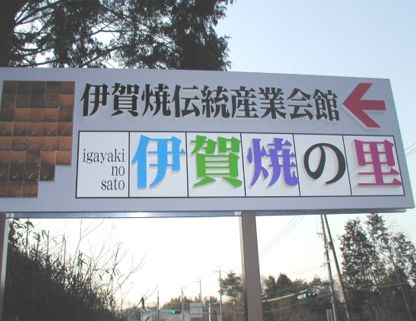 伊賀焼伝統産業会館
igayaki
no
sato
伊賀焼の里